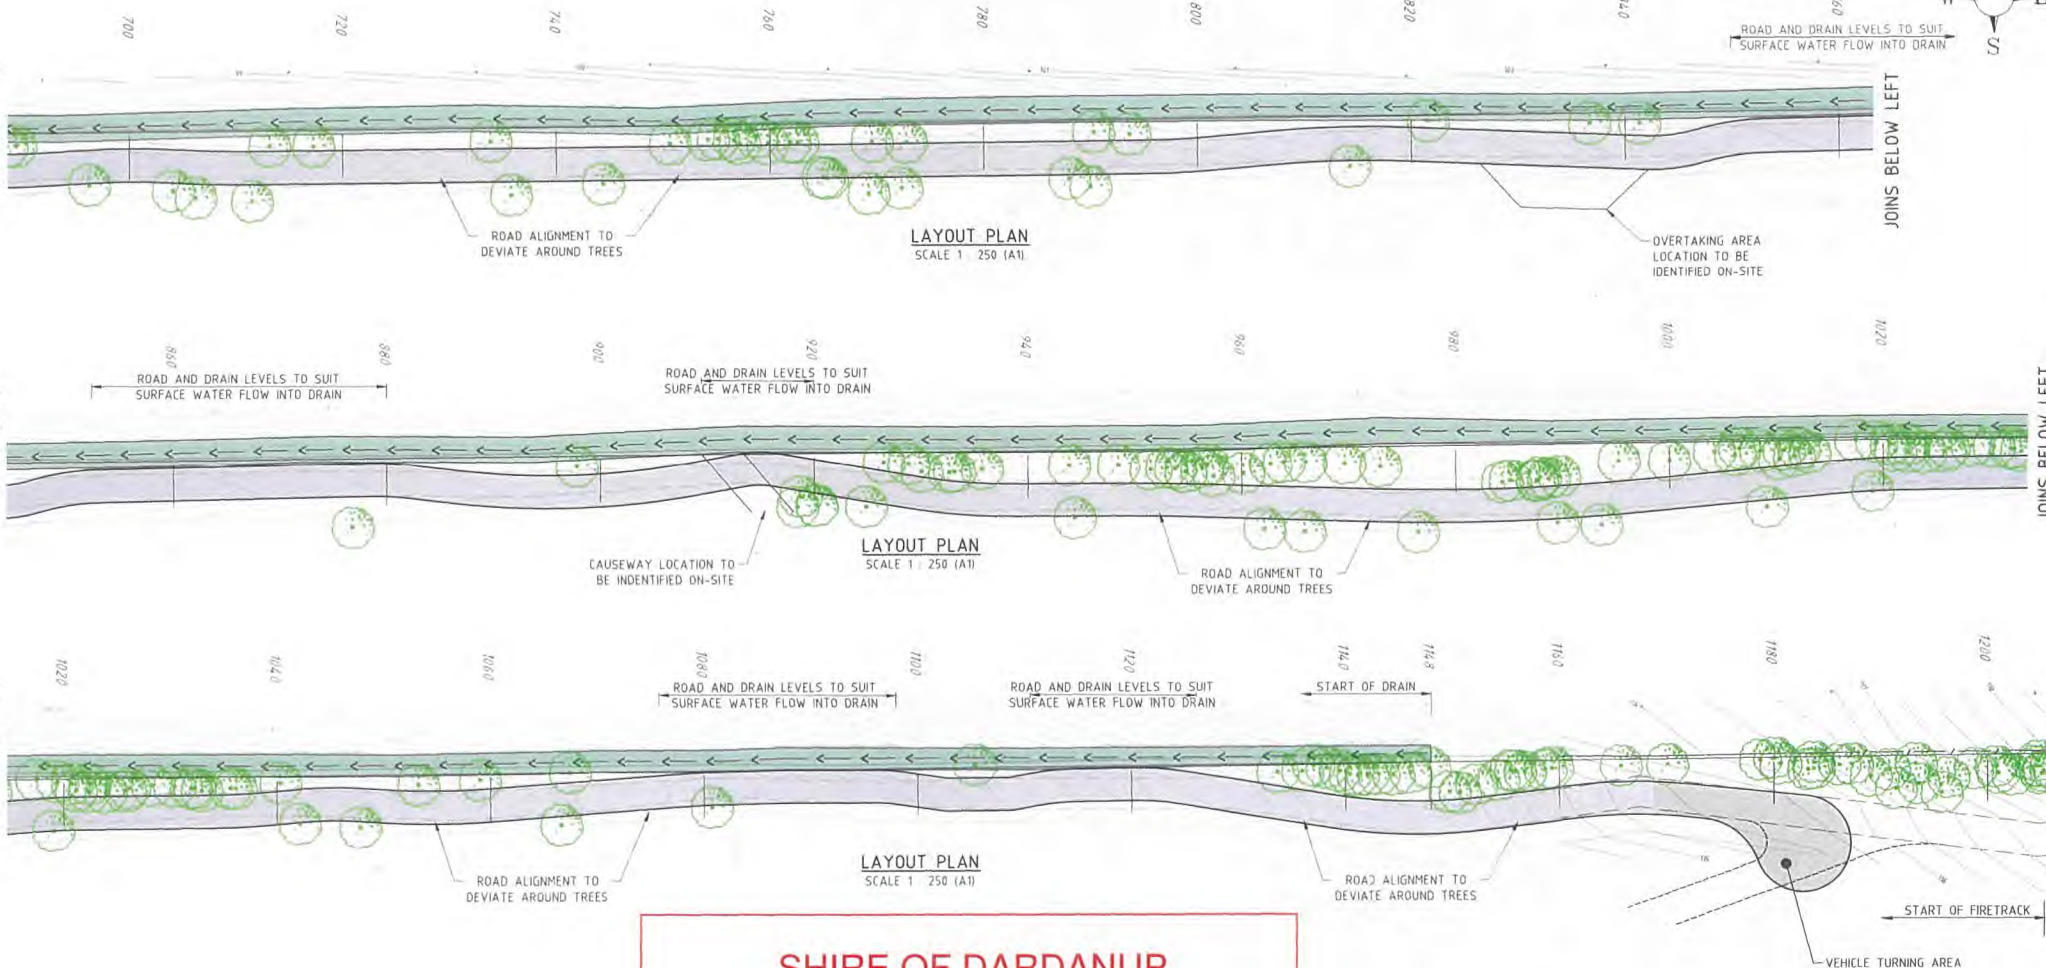 700
720
740
760
780
800
820
ROAD AND DRAIN LEVELS TO SUIT
SURFACE WATER FLOW INTO DRAIN
S
JOINS BELOW LEFT
ROAD ALIGNMENT TO
DEVIATE AROUND TREES
LAYOUT PLAN
SCALE 1 : 250 (A1)
OVERTAKING AREA
LOCATION TO BE
IDENTIFIED ON-SITE
860
880
900
920
940
960
980
1000
1020
ROAD AND DRAIN LEVELS TO SUIT
SURFACE WATER FLOW INTO DRAIN
ROAD AND DRAIN LEVELS TO SUIT
SURFACE WATER FLOW INTO DRAIN
JOINS BELOW LEFT
CAUSEWAY LOCATION TO
BE INDENTIFIED ON-SITE
LAYOUT PLAN
SCALE 1 : 250 (A1)
ROAD ALIGNMENT TO
DEVIATE AROUND TREES
1020
1040
1060
1080
1100
1120
1140
1148
1160
1180
1200
ROAD AND DRAIN LEVELS TO SUIT
SURFACE WATER FLOW INTO DRAIN
ROAD AND DRAIN LEVELS TO SUIT
SURFACE WATER FLOW INTO DRAIN
START OF DRAIN
ROAD ALIGNMENT TO
DEVIATE AROUND TREES
LAYOUT PLAN
SCALE 1 : 250 (A1)
ROAD ALIGNMENT TO
DEVIATE AROUND TREES
START OF FIRETRACK
VEHICLE TURNING AREA
SHIRE OF DARDANUP